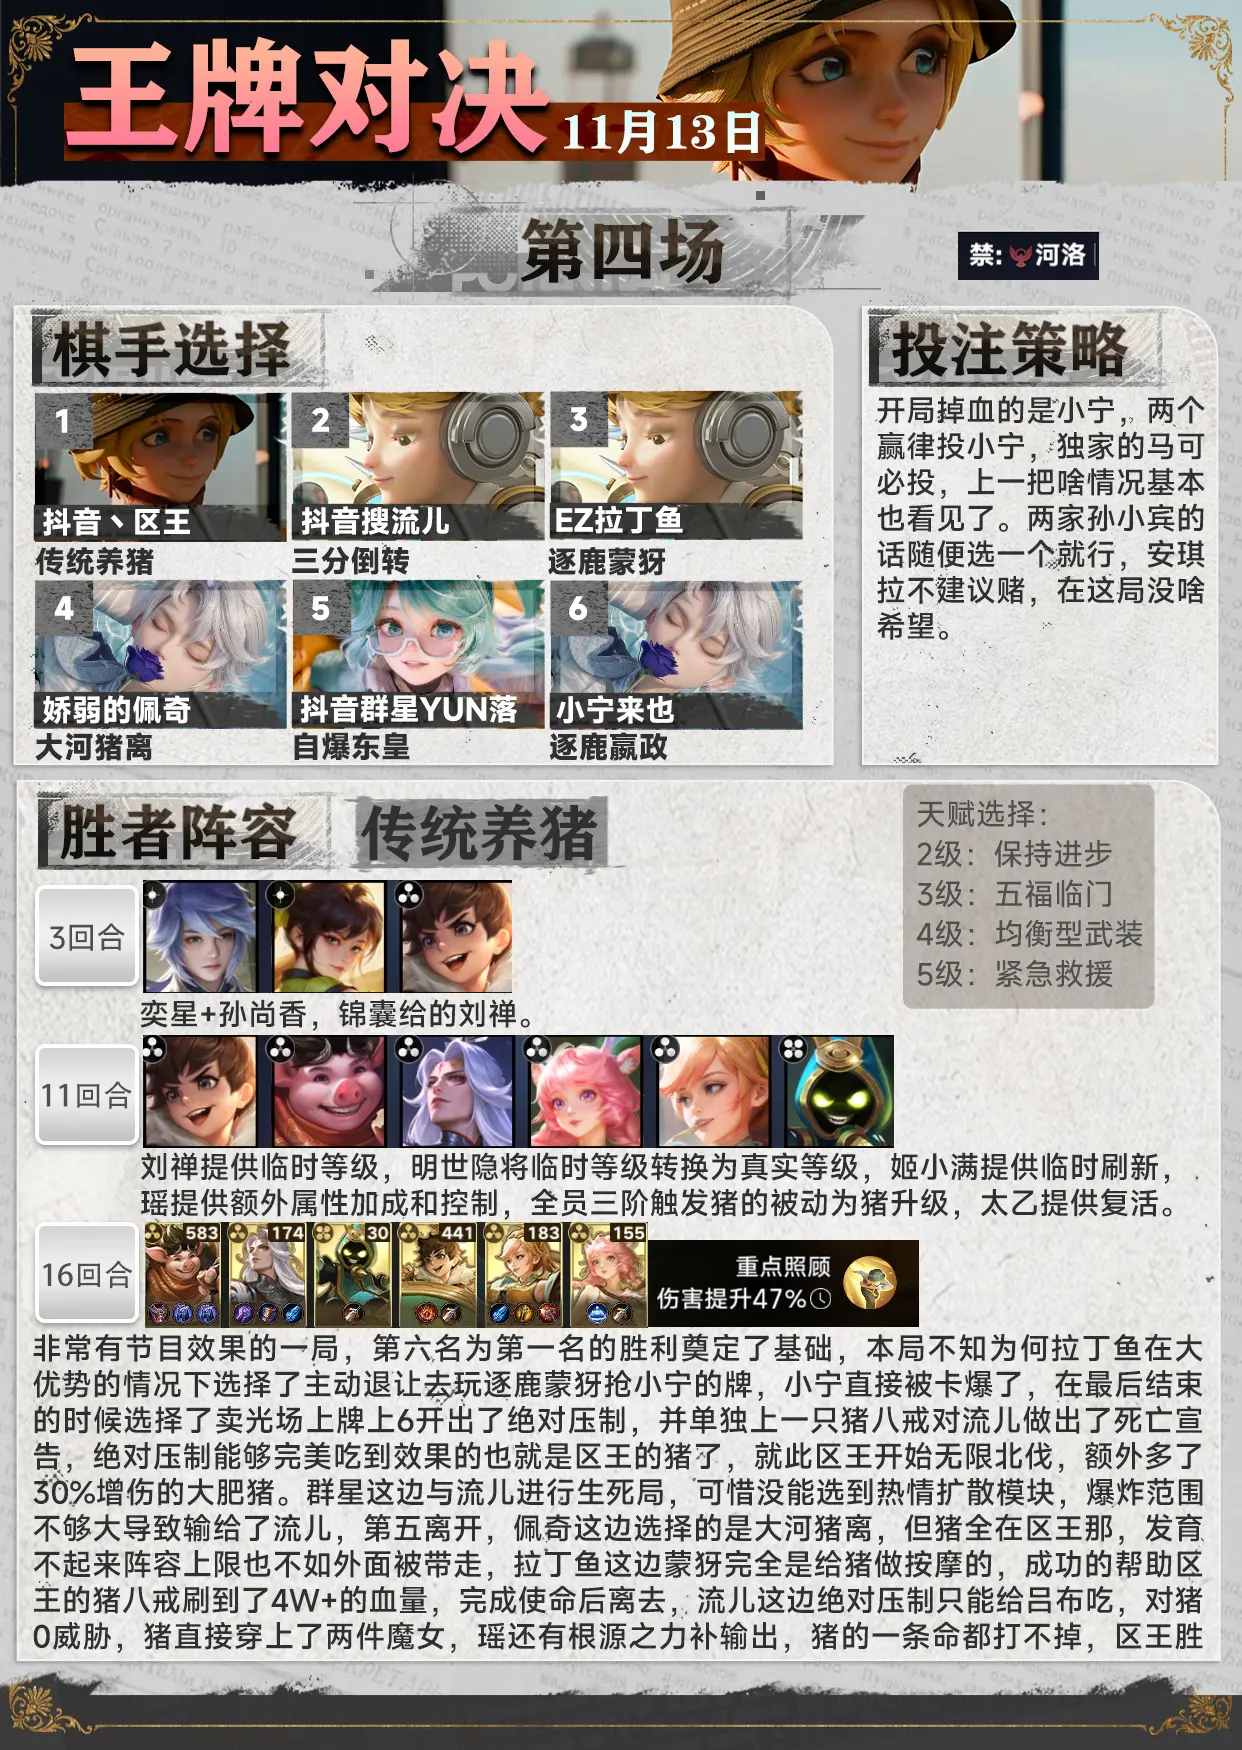 王牌对决
11月13日
第四场
禁:河洛
棋手选择
1
2
3
抖音丶区王
抖音搜流儿
EZ拉丁鱼
传统养猪
三分倒转
逐鹿蒙犽
4
5
6
娇弱的佩奇
抖音群星YUN落
小宁来也
大河猪离
自爆东皇
逐鹿嬴政
投注策略
开局掉血的是小宁，两个
赢律投小宁，独家的马可
必投，上一把啥情况基本
也看见了。两家孙小宾的
话随便选一个就行，安琪
拉不建议赌，在这局没啥
希望。
胜者阵容
传统养猪
天赋选择：
2级：保持进步
3级：五福临门
4级：均衡型武装
5级：紧急救援
3回合
奕星+孙尚香，锦囊给的刘禅。
11回合
刘禅提供临时等级，明世隐将临时等级转换为真实等级，姬小满提供临时刷新，
瑶提供额外属性加成和控制，全员三阶触发猪的被动为猪升级，太乙提供复活。
16回合
583
174
30
441
183
155
重点照顾
伤害提升47%
非常有节目效果的一局，第六名为第一名的胜利奠定了基础，本局不知为何拉丁鱼在大
优势的情况下选择了主动退让去玩逐鹿蒙犽抢小宁的牌，小宁直接被卡爆了，在最后结束
的时候选择了卖光场上牌上6开出了绝对压制，并单独上一只猪八戒对流儿做出了死亡宣
告，绝对压制能够完美吃到效果的也就是区王的猪了，就此区王开始无限北伐，额外多了
30%增伤的大肥猪。群星这边与流儿进行生死局，可惜没能选到热情扩散模块，爆炸范围
不够大导致输给了流儿，第五离开，佩奇这边选择的是大河猪离，但猪全在区王那，发育
不起来阵容上限也不如外面被带走，拉丁鱼这边蒙犽完全是给猪做按摩的，成功的帮助区
王的猪八戒刷到了4W+的血量，完成使命后离去，流儿这边绝对压制只能给吕布吃，对猪
0威胁，猪直接穿上了两件魔女，瑶还有根源之力补输出，猪的一条命都打不掉，区王胜